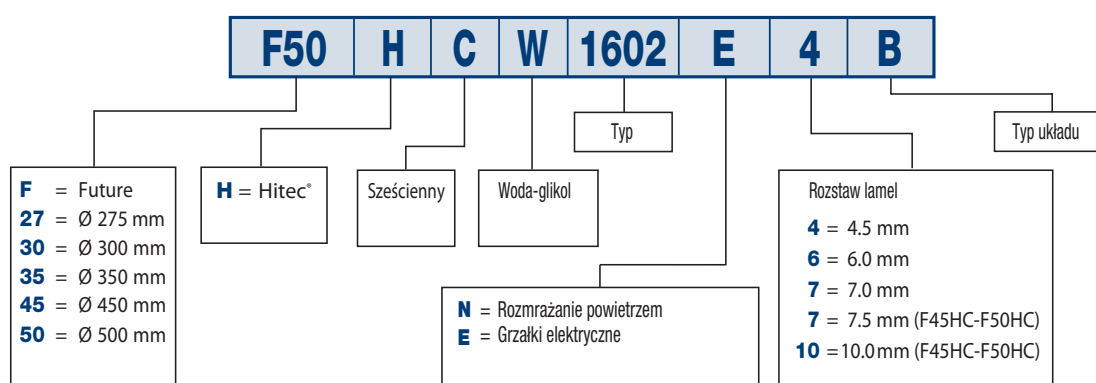 F50 H C W 1602 E 4 B
Typ
Typ układu
F = Future
27 = Ø 275 mm
30 = Ø 300 mm
35 = Ø 350 mm
45 = Ø 450 mm
50 = Ø 500 mm
H = Hitec®
Sześcienny
Woda-glikol
N = Rozmrażanie powietrzem
E = Grzałki elektryczne
Rozstaw lamel
4 = 4.5 mm
6 = 6.0 mm
7 = 7.0 mm
7 = 7.5 mm (F45HC-F50HC)
10 =10.0mm (F45HC-F50HC)